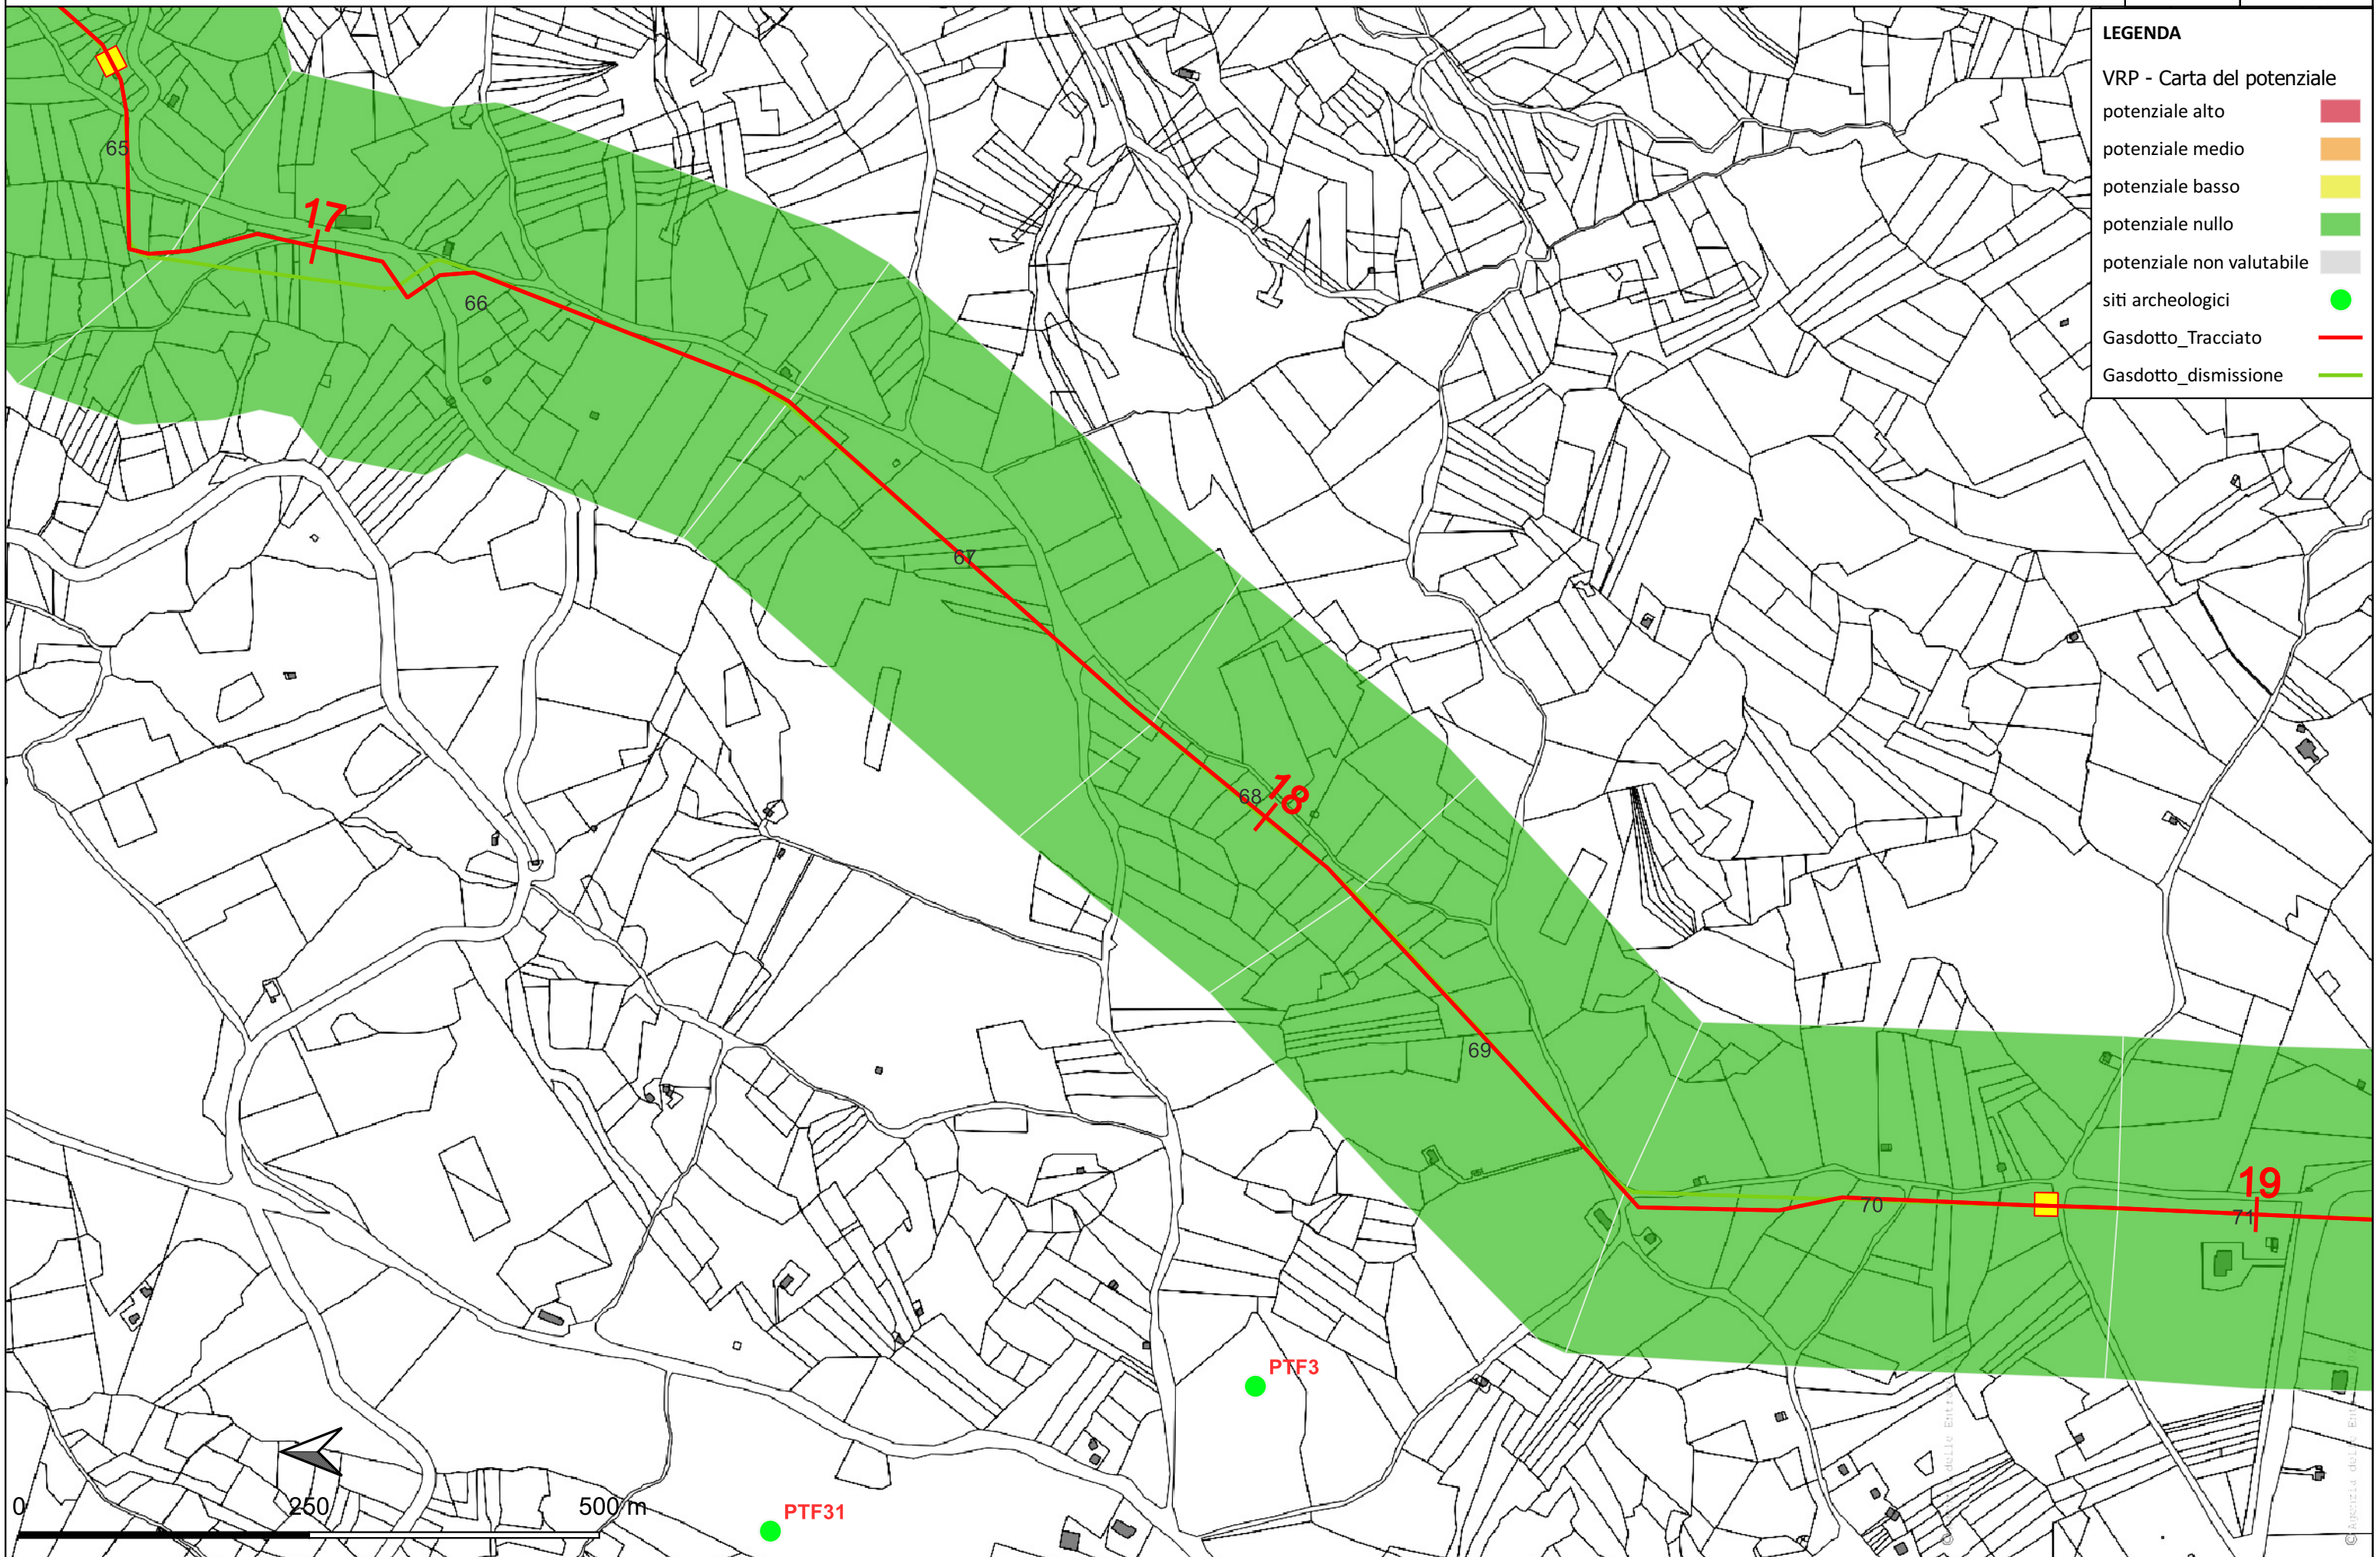 LEGENDA
VRP - Carta del potenziale
potenziale alto
potenziale medio
potenziale basso
potenziale nullo
potenziale non valutabile
siti archeologici
Gasdotto_Tracciato
Gasdotto_dismissione
65
17
66
67
68
18
69
70
19
71
PTF3
PTF31
0 250 500 m